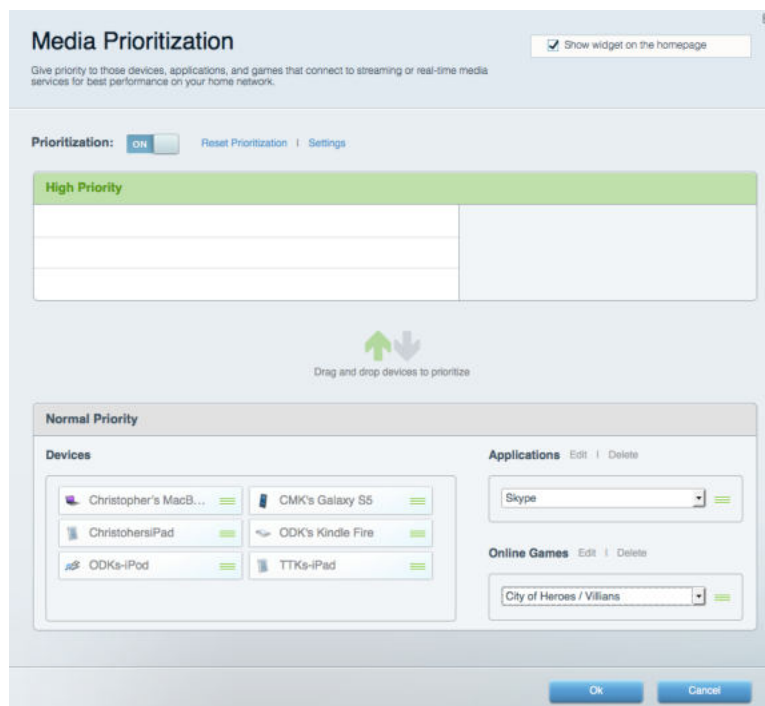 Media Prioritization
Show widget on the homepage
Give priority to those devices, applications, and games that connect to streaming or real-time media
services for best performance on your home network.
Prioritization: ON Reset Prioritization | Settings
High Priority
Drag and drop devices to prioritize
Normal Priority
Devices
Christopher's MacB... CMK's Galaxy S5
ChristohersiPad ODK's Kindle Fire
ODKs-iPod TTKs-iPad
Applications Edit | Delete
Skype
Online Games Edit | Delete
City of Heroes / Villians
Ok Cancel